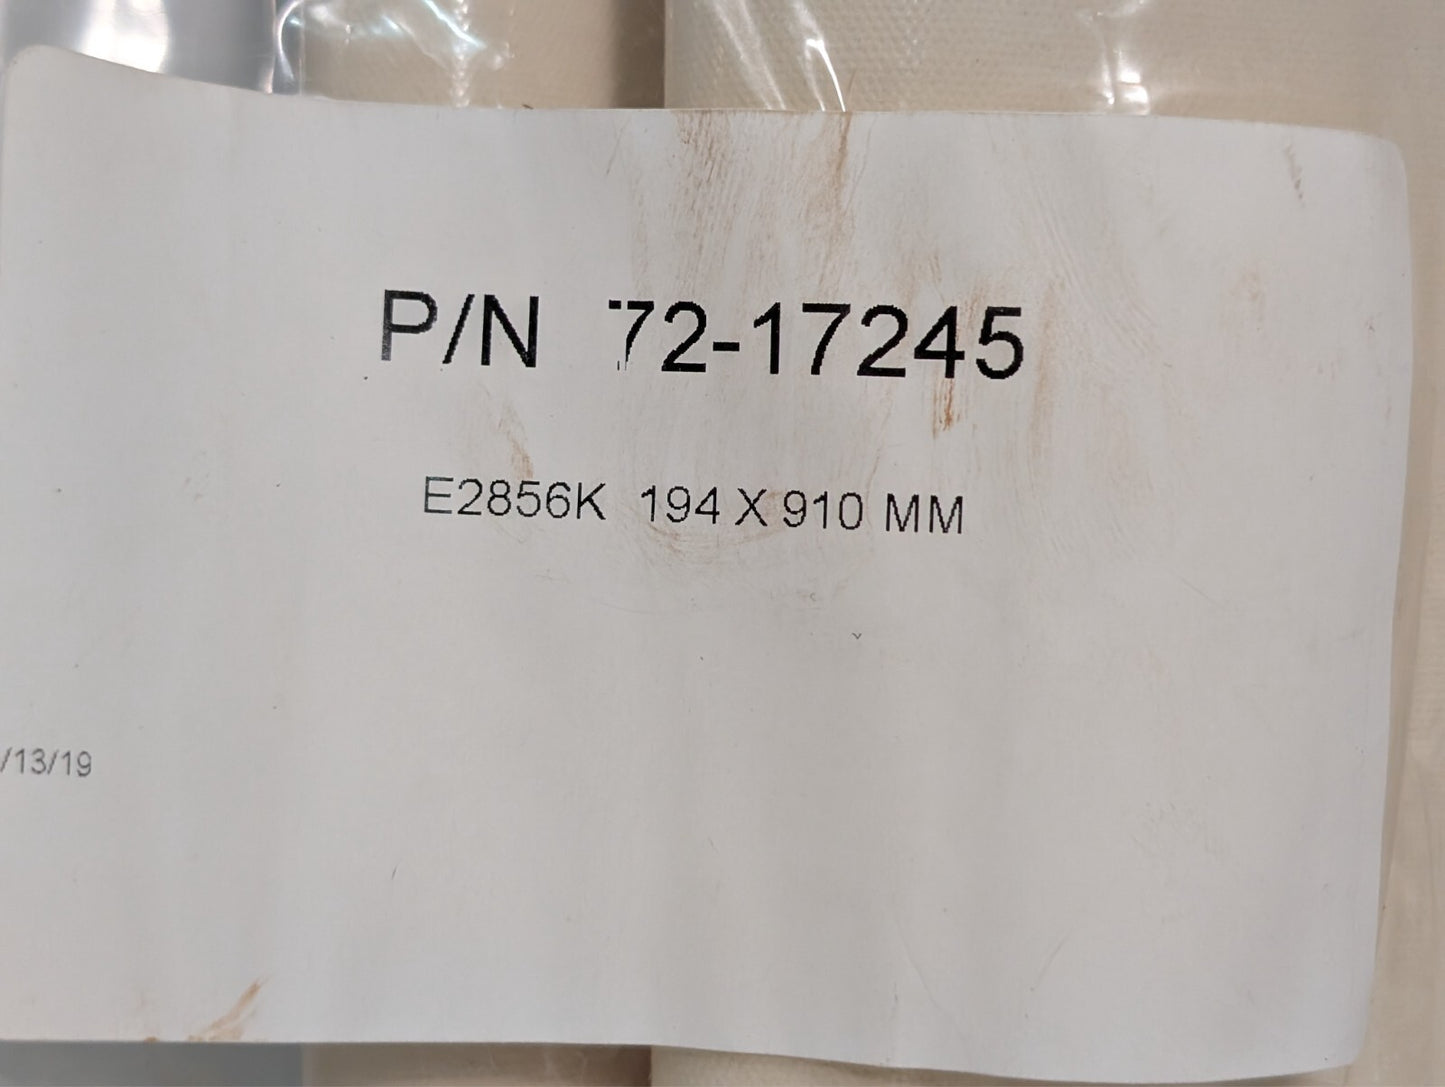 P/N 72-17245
E2856K 194 X 910 MM
/13/19